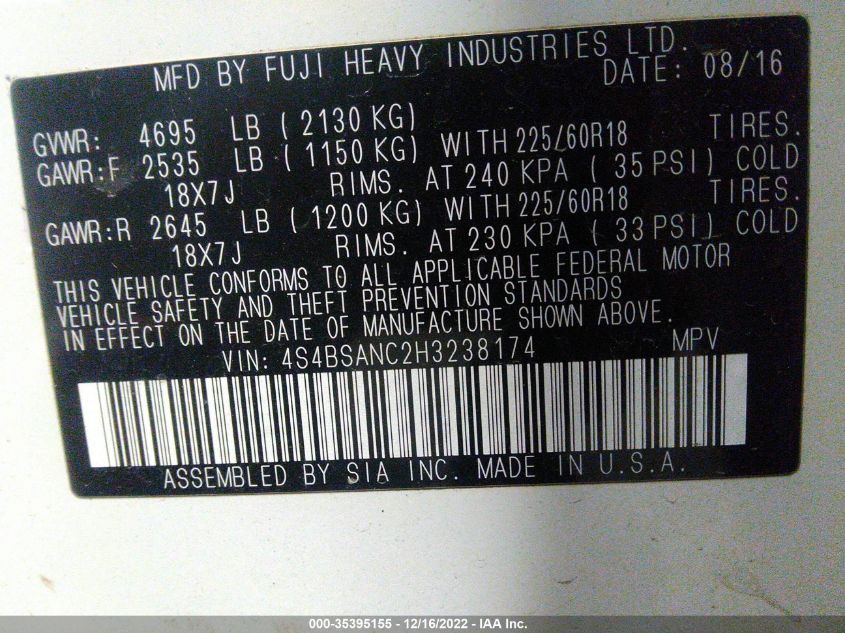 MFD BY FUJI HEAVY INDUSTRIES LTD.
DATE: 08/16
GVWR: 4695 LB ( 2130 KG)
GAWR:F 2535 LB ( 1150 KG) WITH 225/60R18 TIRES.
18X7J RIMS. AT 240 KPA ( 35 PSI) COLD
GAWR:R 2645 LB ( 1200 KG) WITH 225/60R18 TIRES.
18X7J RIMS. AT 230 KPA ( 33 PSI) COLD
THIS VEHICLE CONFORMS TO ALL APPLICABLE FEDERAL MOTOR
VEHICLE SAFETY AND THEFT PREVENTION STANDARDS
IN EFFECT ON THE DATE OF MANUFACTURE SHOWN ABOVE.
VIN: 4S4BSANC2H3238174 MPV
ASSEMBLED BY SIA INC. MADE IN U.S.A.
000-35395155 - 12/16/2022 - IAA Inc.